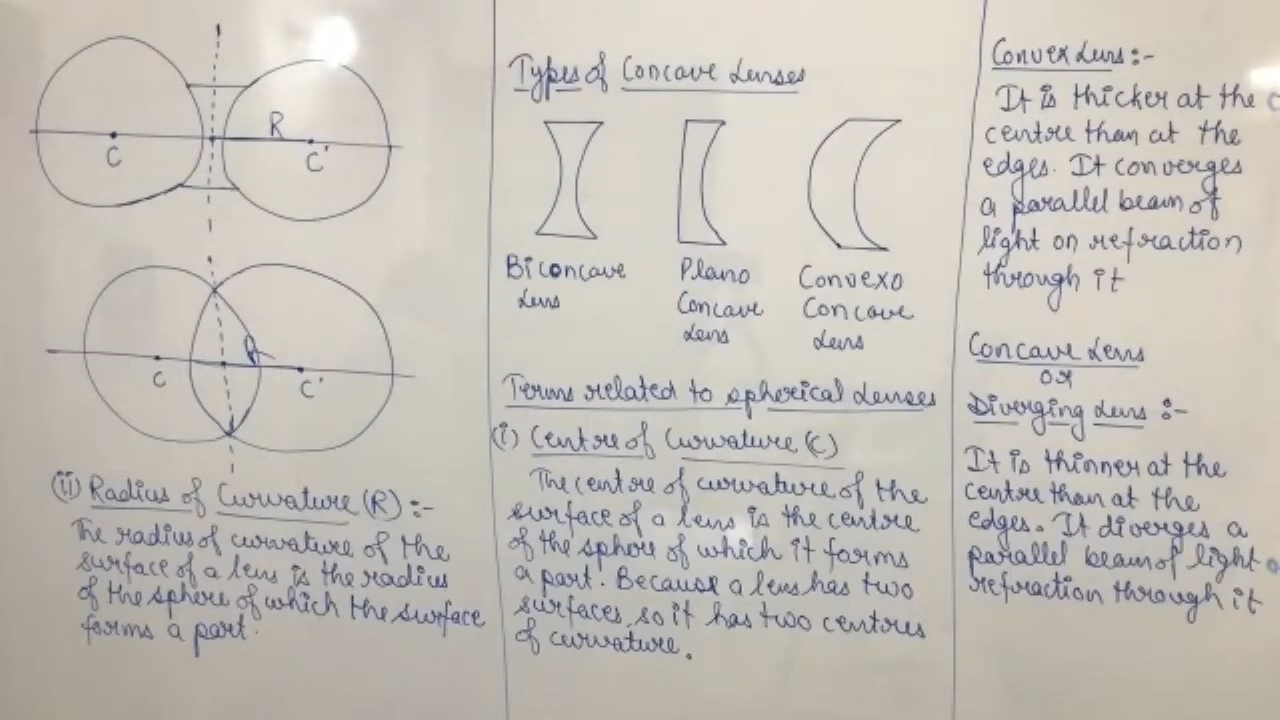 R
C
C'
R
C
C'
(ii) Radius of Curvature (R) :-
The radius of curvature of the
surface of a lens is the radius
of the sphere of which the surface
forms a part.
Types of Concave Lenses
Biconcave
Lens
Plano
Concave
Lens
Convexo
Concave
Lens
Terms related to spherical Lenses
(i) Centre of Curvature (C)
The centre of curvature of the
surface of a lens is the centre
of the sphere of which it forms
a part. Because a lens has two
surfaces, so it has two centres
of curvature.
Convex Lens :-
It is thicker at the
centre than at the
edges. It converges
a parallel beam of
light on refraction
through it
Concave Lens
or
Diverging Lens :-
It is thinner at the
centre than at the
edges. It diverges a
parallel beam of light
refraction through it